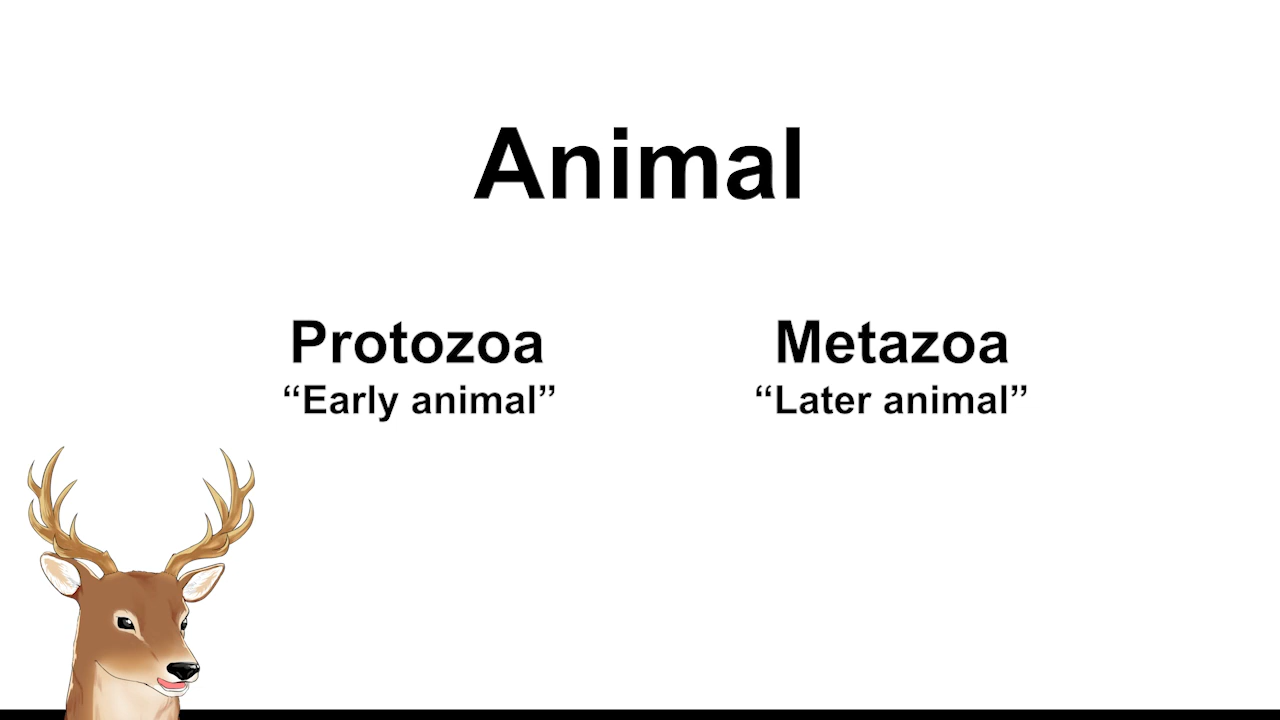 Animal
Protozoa
“Early animal”
Metazoa
“Later animal”